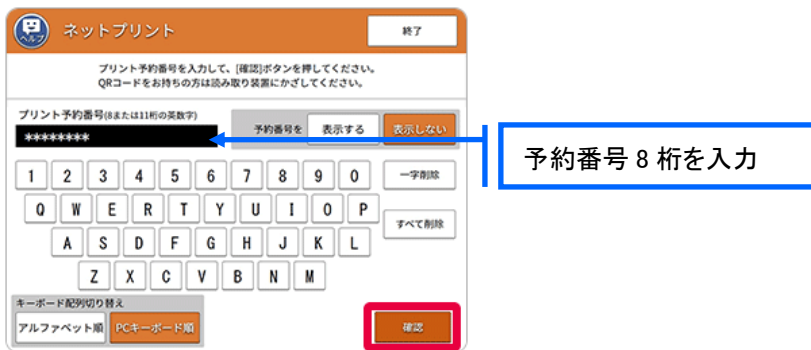 ヘルプ
ネットプリント
終了
プリント予約番号を入力して、[確認]ボタンを押してください。
QRコードをお持ちの方は読み取り装置にかざしてください。
プリント予約番号(8または11桁の英数字)
********
予約番号を 表示する 表示しない
予約番号8桁を入力
1 2 3 4 5 6 7 8 9 0 一字削除
Q W E R T Y U I O P
すべて削除
A S D F G H J K L
Z X C V B N M
キーボード配列切り替え
アルファベット順 PCキーボード順
確認